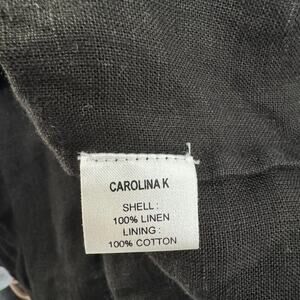 CAROLINA K
SHELL :
100% LINEN
LINING :
100% COTTON